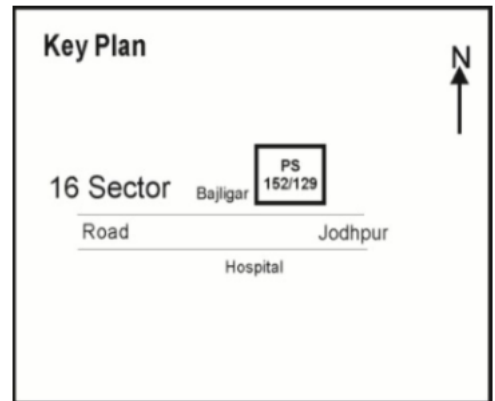 Key Plan
N
PS
152/129
16 Sector
Bajligar
Road
Jodhpur
Hospital